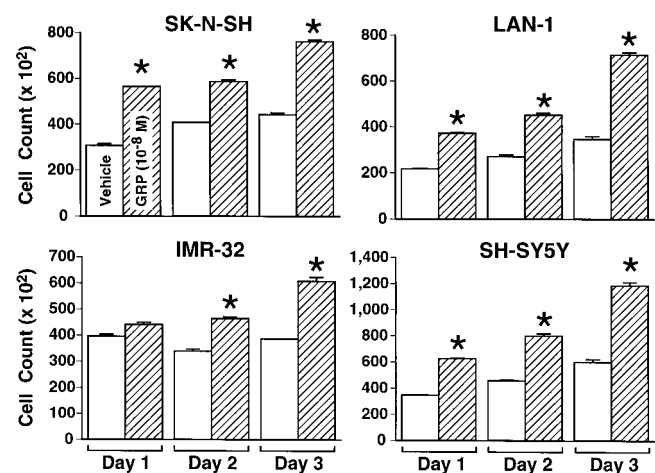 SK-N-SH
Cell Count (x 10²)
800
600
400
200
0
Vehicle
GRP (10⁻⁸ M)
*
*
*
LAN-1
800
600
400
200
0
*
*
*
IMR-32
Cell Count (x 10²)
700
600
500
400
300
200
100
0
*
*
Day 1
Day 2
Day 3
SH-SY5Y
1,400
1,200
1,000
800
600
400
200
0
*
*
*
Day 1
Day 2
Day 3